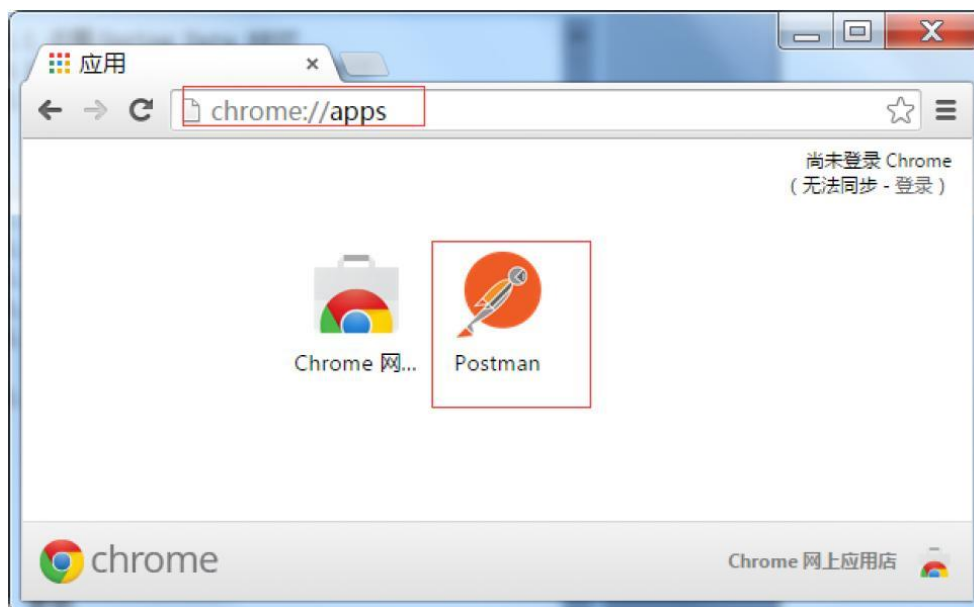 应用
chrome://apps
尚未登录 Chrome
( 无法同步 - 登录 )
Chrome 网...
Postman
chrome
Chrome 网上应用店